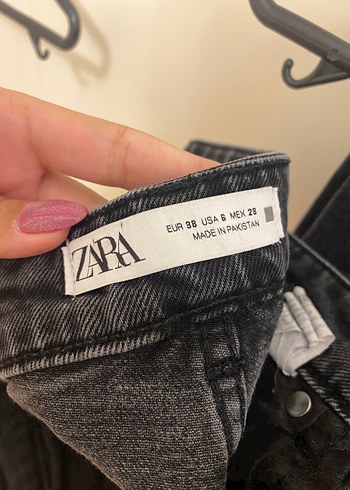 ZARA
EUR 38 USA 6 MEX 28
MADE IN PAKISTAN